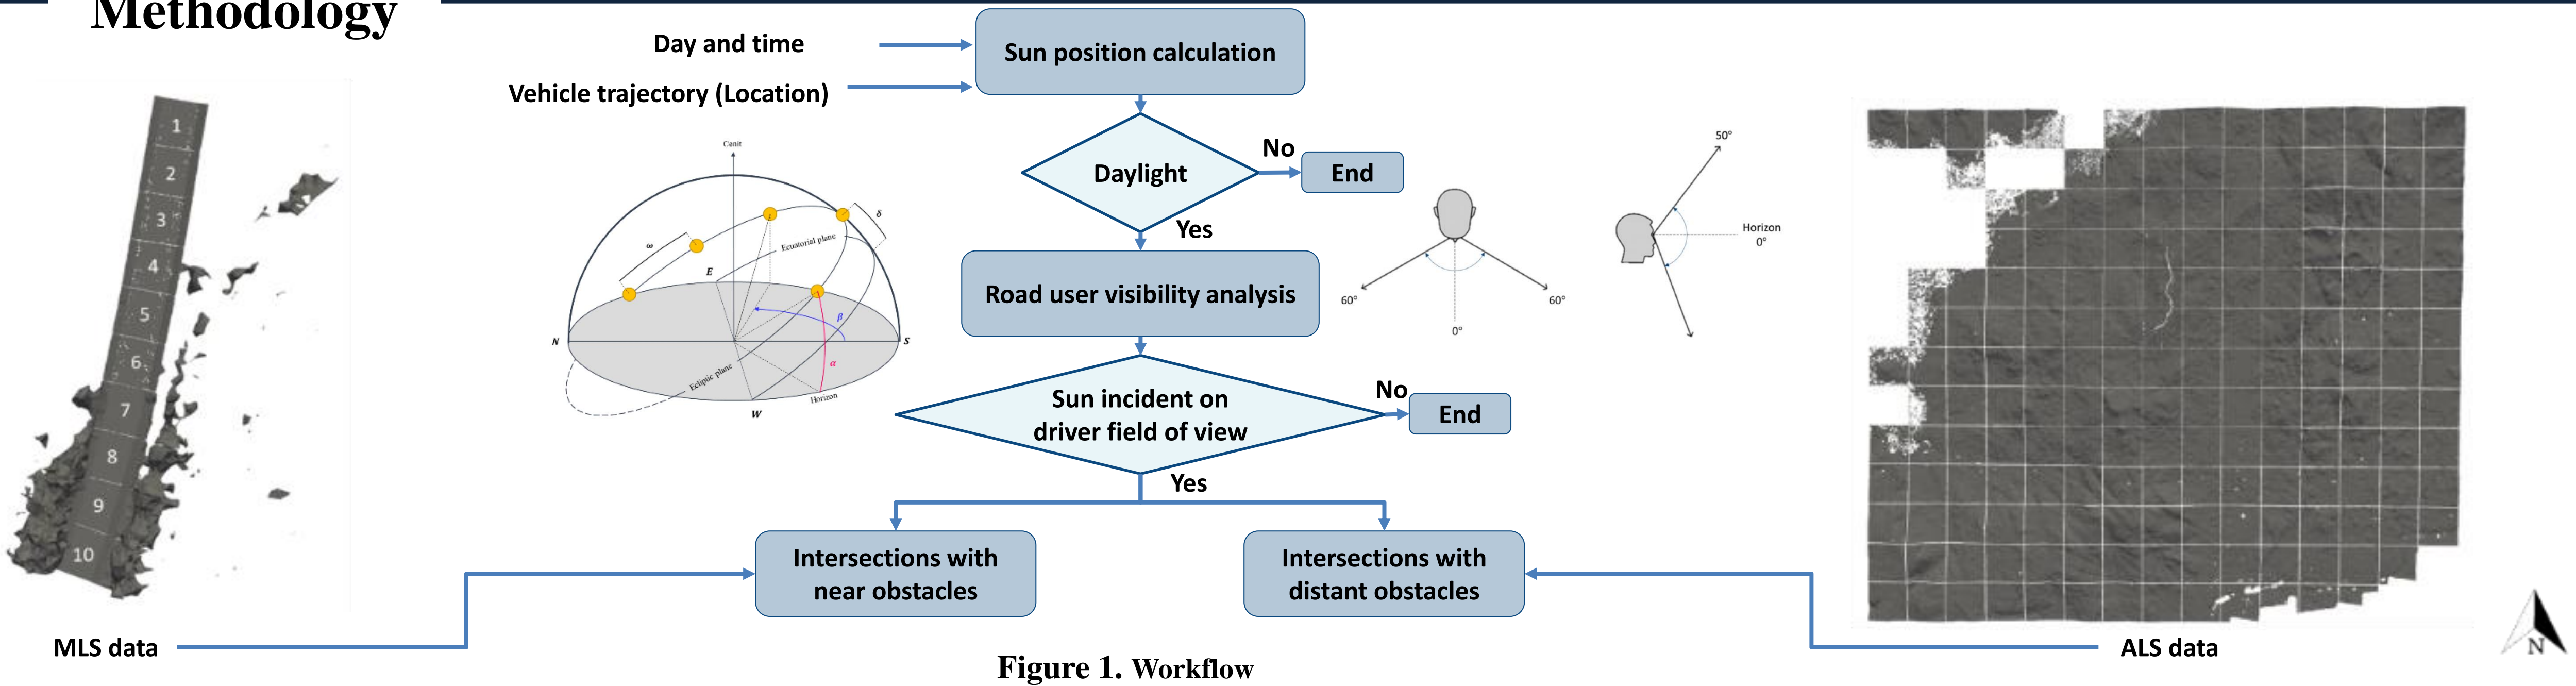 Methodology
Day and time
Vehicle trajectory (Location)
Sun position calculation
Daylight
No
End
Yes
Road user visibility analysis
Sun incident on
driver field of view
No
End
Yes
Intersections with
near obstacles
Intersections with
distant obstacles
MLS data
ALS data
1
2
3
4
5
6
7
8
9
10
Canit
δ
ω
Ecuatorial plane
E
β
N
S
α
Ecliptic plane
Horizon
W
60°
60°
0°
50°
Horizon
0°
N
Figure 1. Workflow